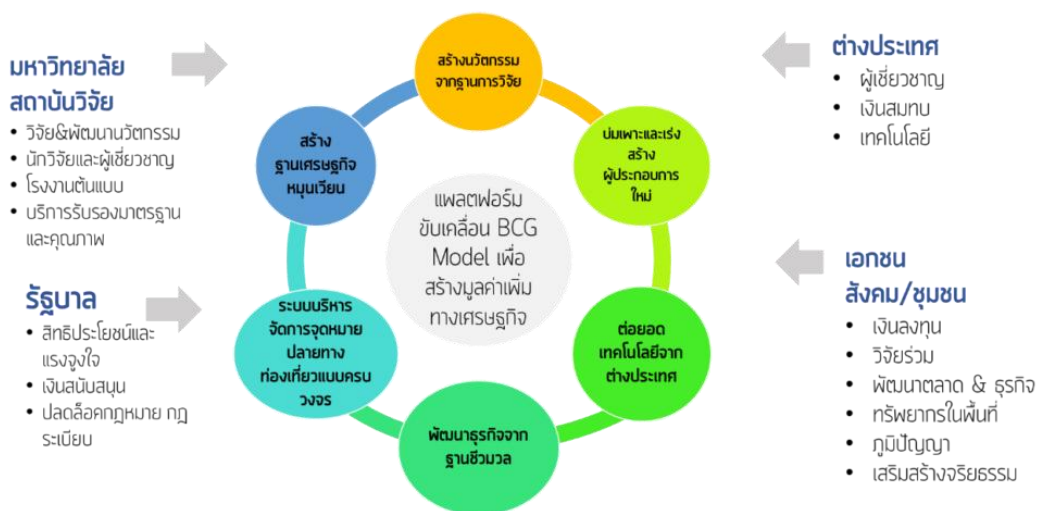 มหาวิทยาลัย
สถาบันวิจัย
• วิจัย&พัฒนานวัตกรรม
• นักวิจัยและผู้เชี่ยวชาญ
• โรงงานต้นแบบ
• บริการรับรองมาตรฐาน
และคุณภาพ
รัฐบาล
• สิทธิประโยชน์และ
แรงจูงใจ
• เงินสนับสนุน
• ปลดล็อคกฎหมาย กฎ
ระเบียบ
สร้างนวัตกรรม
จากฐานการวิจัย
บ่มเพาะและเร่ง
สร้าง
ผู้ประกอบการ
ใหม่
ต่อยอด
เทคโนโลยีจาก
ต่างประเทศ
พัฒนาธุรกิจจาก
ฐานชีวมวล
ระบบบริหาร
จัดการจุดหมาย
ปลายทาง
ท่องเที่ยวแบบครบ
วงจร
สร้าง
ฐานเศรษฐกิจ
หมุนเวียน
แพลตฟอร์ม
ขับเคลื่อน BCG
Model เพื่อ
สร้างมูลค่าเพิ่ม
ทางเศรษฐกิจ
ต่างประเทศ
• ผู้เชี่ยวชาญ
• เงินสมทบ
• เทคโนโลยี
เอกชน
สังคม/ชุมชน
• เงินลงทุน
• วิจัยร่วม
• พัฒนาตลาด & ธุรกิจ
• ทรัพยากรในพื้นที่
• ภูมิปัญญา
• เสริมสร้างจริยธรรม